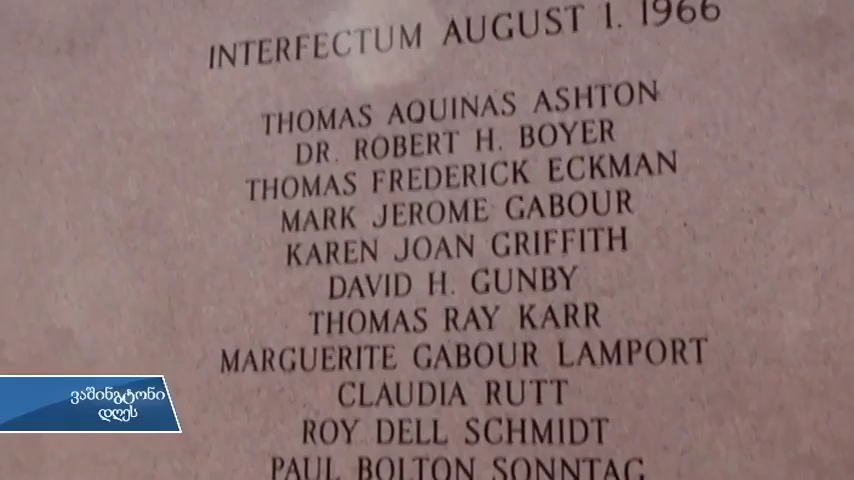 INTERFECTUM AUGUST 1. 1966
THOMAS AQUINAS ASHTON
DR. ROBERT H. BOYER
THOMAS FREDERICK ECKMAN
MARK JEROME GABOUR
KAREN JOAN GRIFFITH
DAVID H. GUNBY
THOMAS RAY KARR
MARGUERITE GABOUR LAMPORT
CLAUDIA RUTT
ROY DELL SCHMIDT
PAUL BOLTON SONNTAG
ვაშინგტონი
დღეს